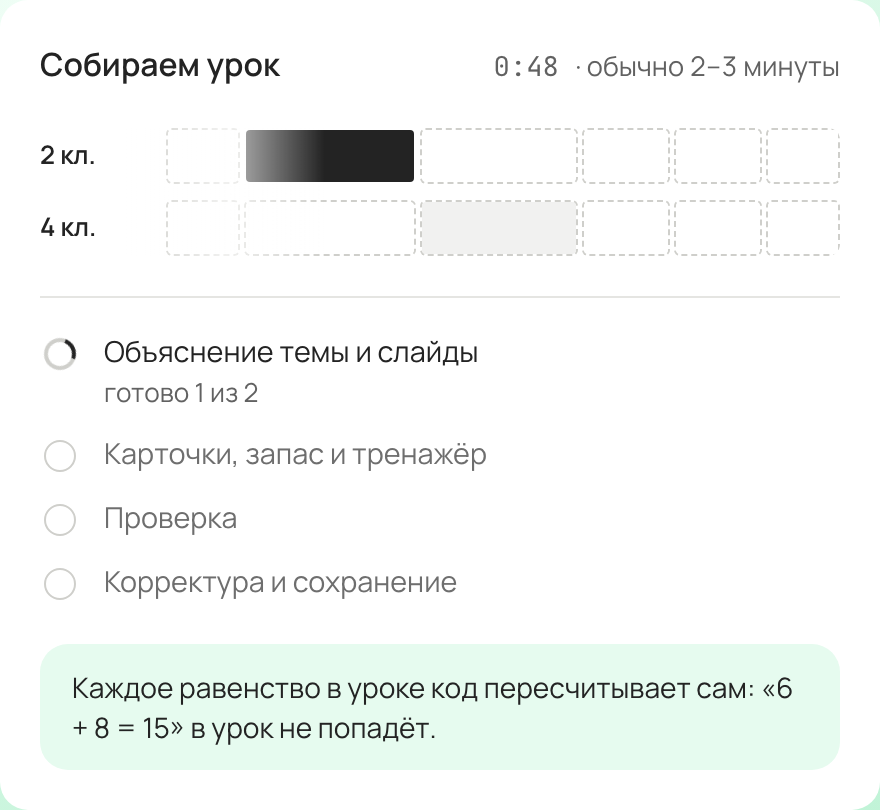 Собираем урок
0:48 · обычно 2–3 минуты
2 кл.
4 кл.
Объяснение темы и слайды
готово 1 из 2
Карточки, запас и тренажёр
Проверка
Корректура и сохранение
Каждое равенство в уроке код пересчитывает сам: «6
+ 8 = 15» в урок не попадёт.